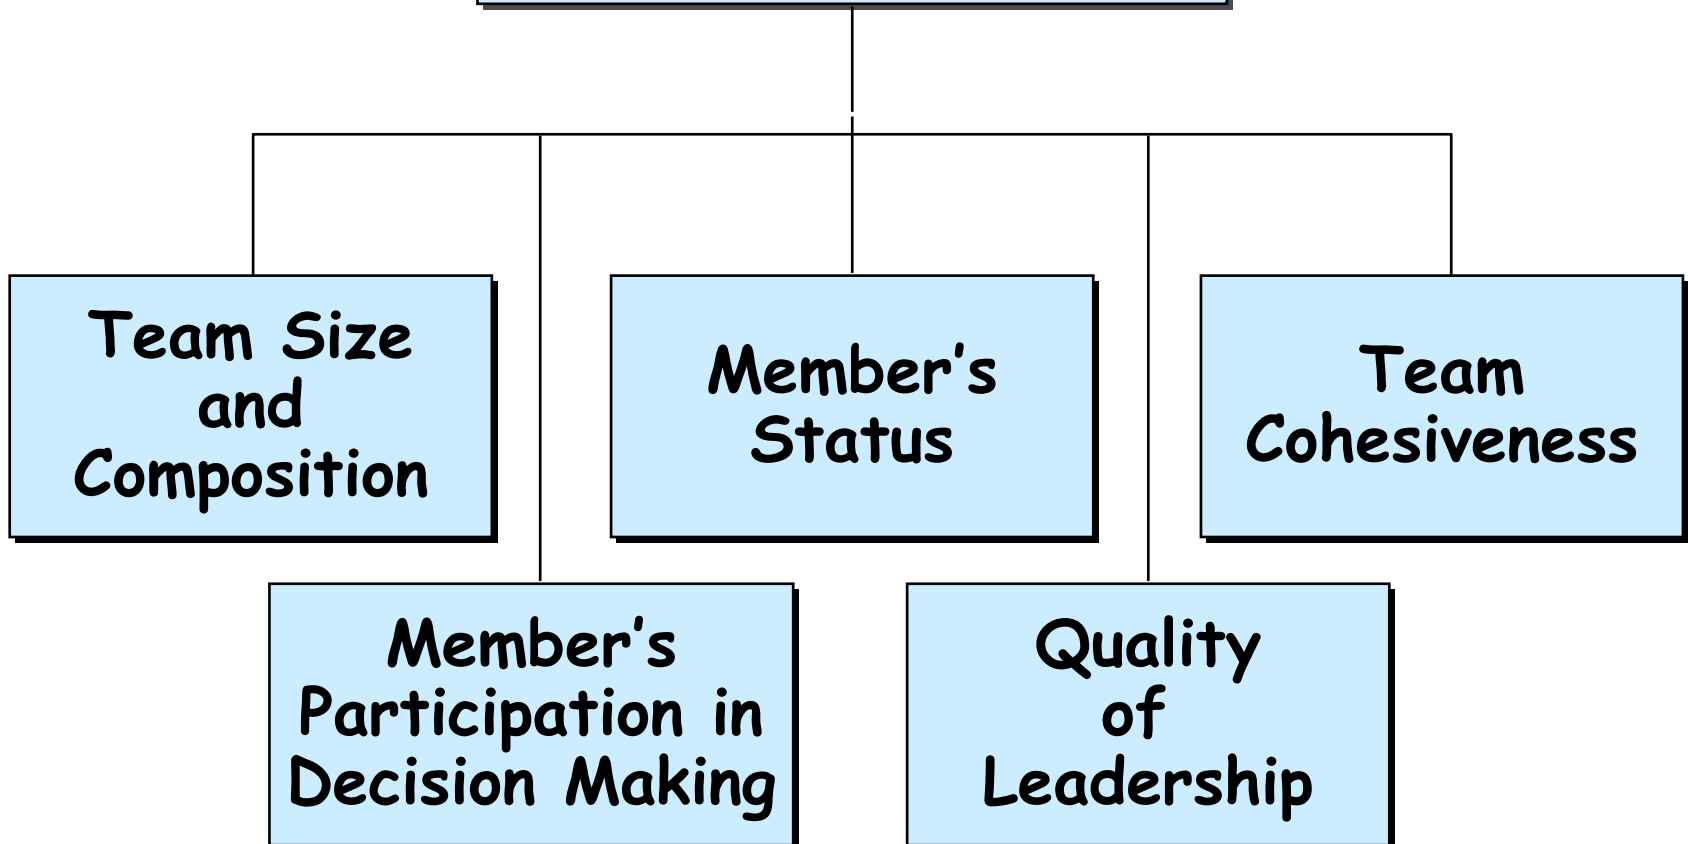 Team Size
and
Composition
Member’s
Status
Team
Cohesiveness
Member’s
Participation in
Decision Making
Quality
of
Leadership